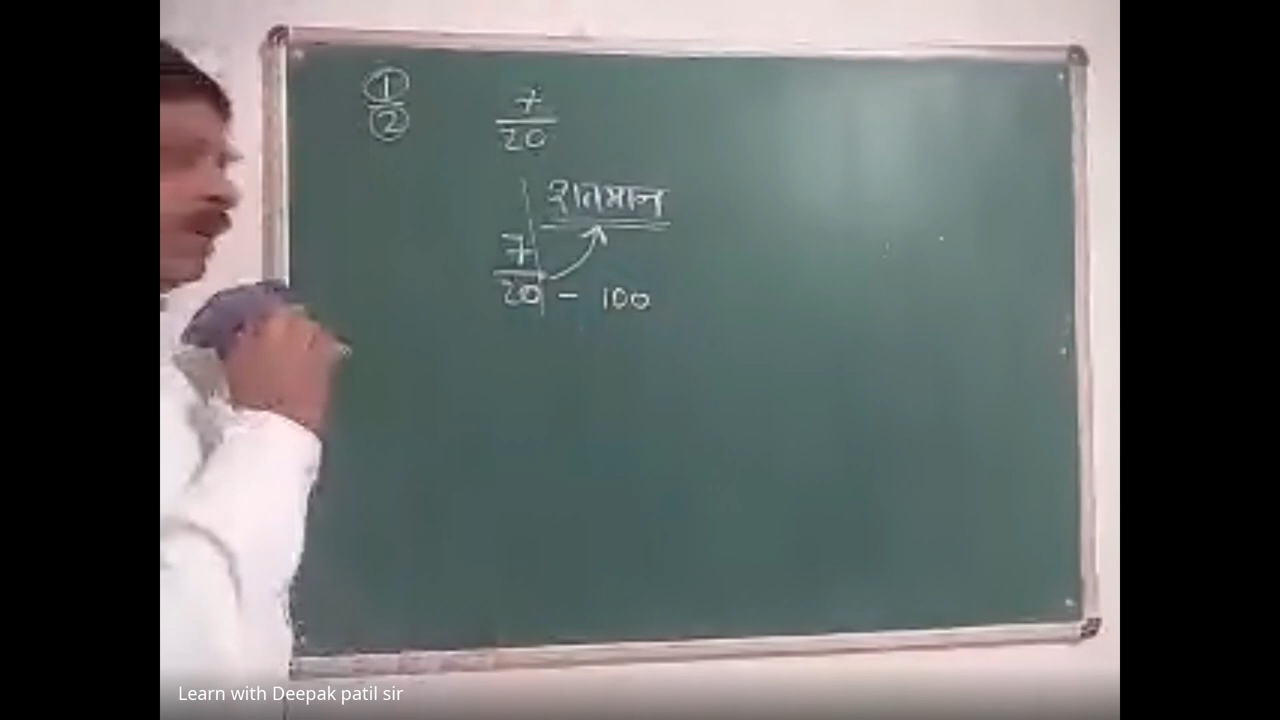 1/2 7/20
शतमान
7/20 - 100
Learn with Deepak patil sir